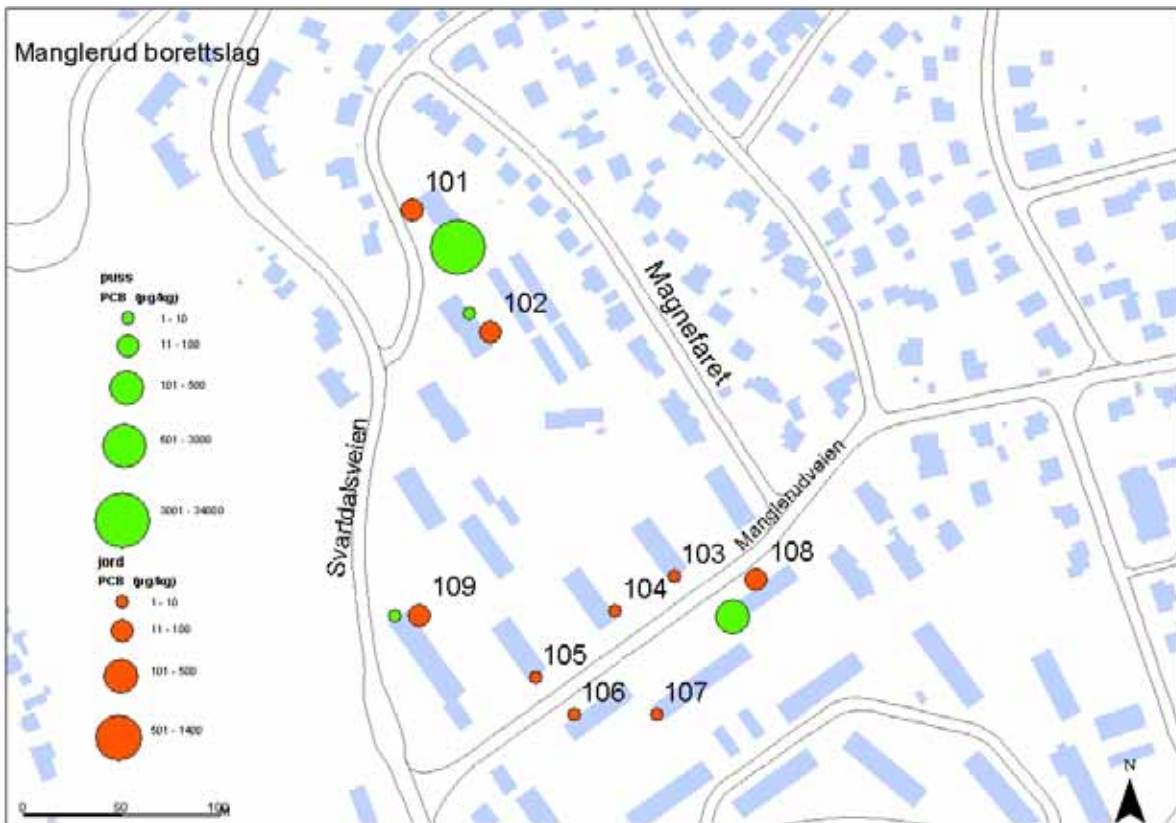 Manglerud borettslag
101
102
Magnefaret
Svartdalsveien
Manglerudveien
103
104
108
109
105
106
107
puss
PCB (µg/kg)
1 - 10
11 - 100
101 - 500
501 - 3000
3001 - 34000
jord
PCB (µg/kg)
1 - 10
11 - 100
101 - 500
501 - 1400
0 50 100
M
N